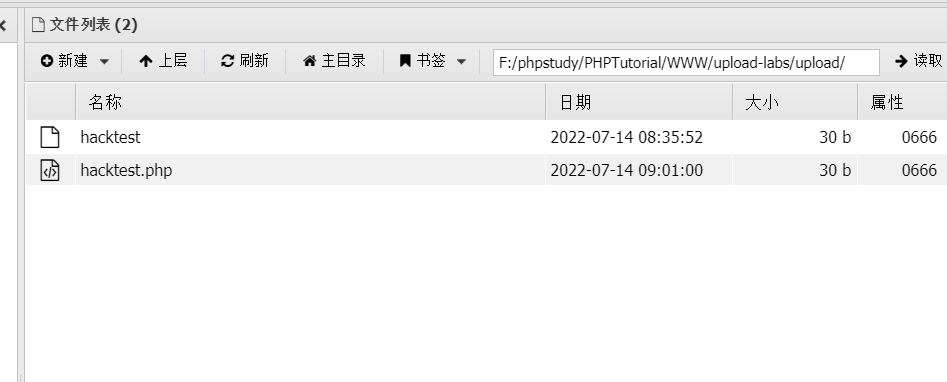 文件列表 (2)
新建 上层 刷新 主目录 书签 F:/phpstudy/PHPTutorial/WWW/upload-labs/upload/ 读取
名称 日期 大小 属性
hacktest 2022-07-14 08:35:52 30 b 0666
hacktest.php 2022-07-14 09:01:00 30 b 0666